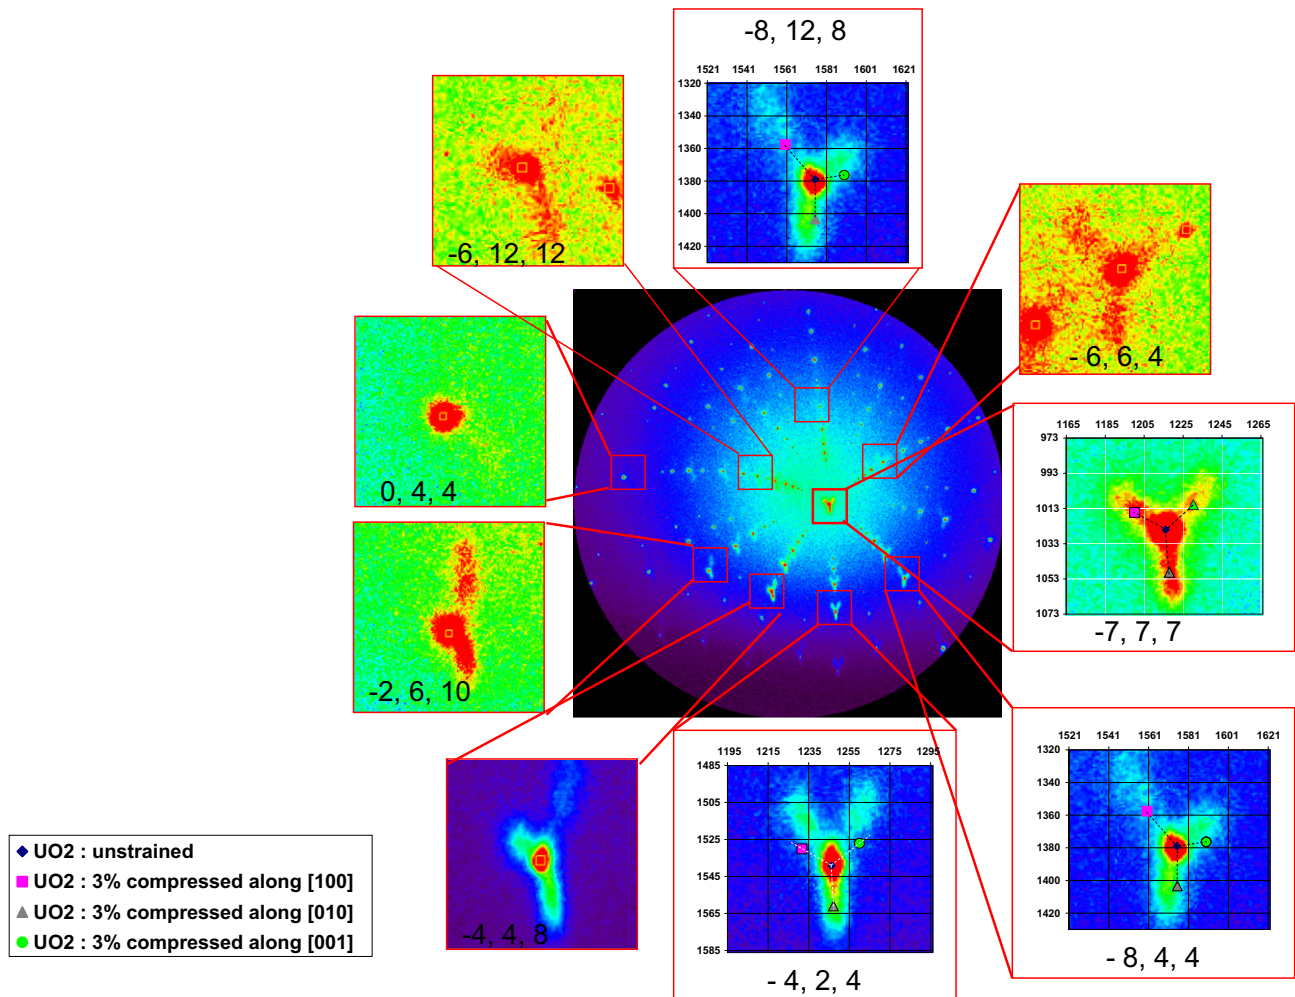 -8, 12, 8
1521 1541 1561 1581 1601 1621
1320
1340
1360
1380
1400
1420
-6, 12, 12
- 6, 6, 4
0, 4, 4
1165 1185 1205 1225 1245 1265
973
993
1013
1033
1053
1073
-7, 7, 7
-2, 6, 10
-4, 4, 8
1195 1215 1235 1255 1275 1295
1485
1505
1525
1545
1565
1585
- 4, 2, 4
1521 1541 1561 1581 1601 1621
1320
1340
1360
1380
1400
1420
- 8, 4, 4
UO2 : unstrained
UO2 : 3% compressed along [100]
UO2 : 3% compressed along [010]
UO2 : 3% compressed along [001]